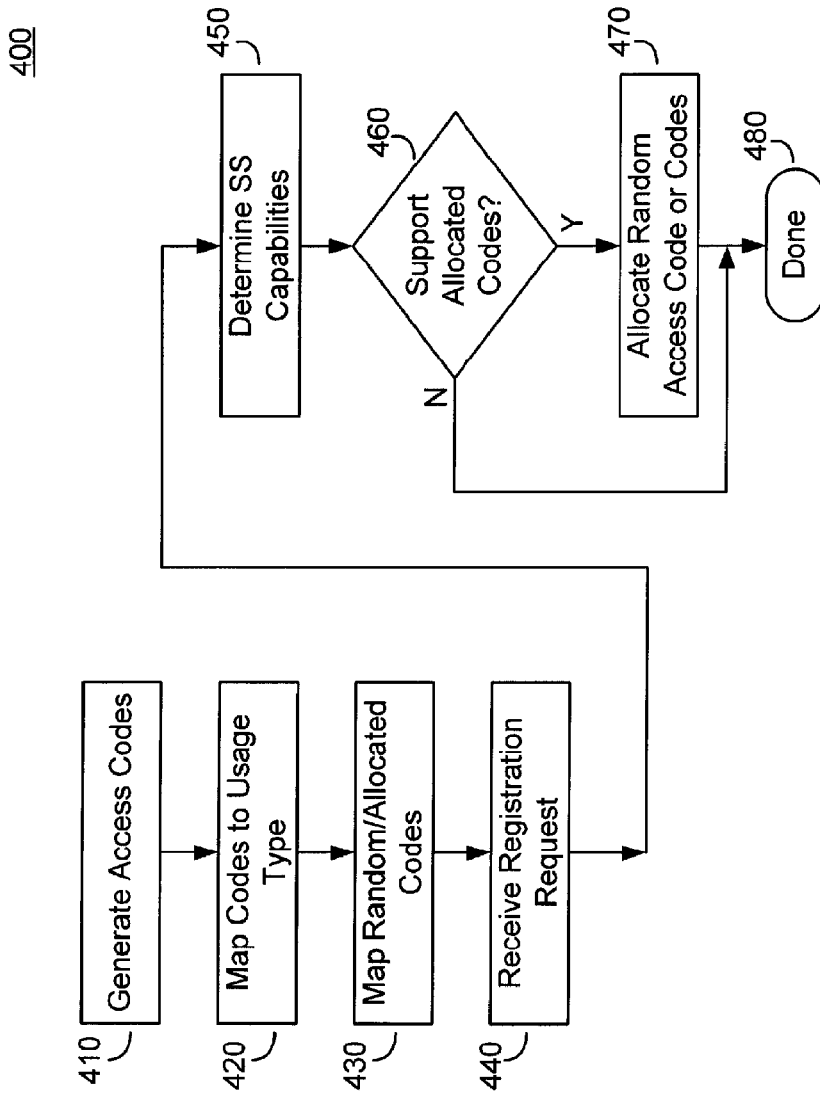 400
410
Generate Access Codes
420
Map Codes to Usage
Type
430
Map Random/Allocated
Codes
440
Receive Registration
Request
450
Determine SS
Capabilities
460
Support
Allocated
Codes?
N
Y
470
Allocate Random
Access Code or Codes
480
Done